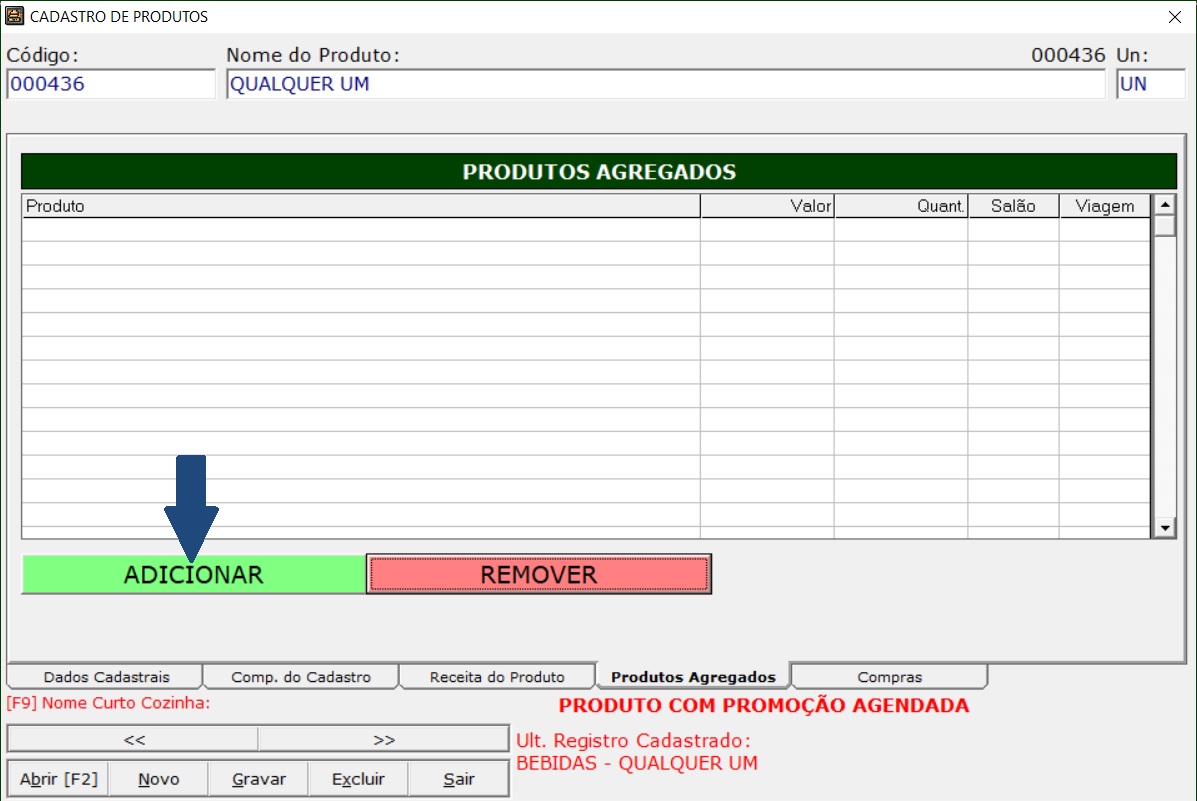 CADASTRO DE PRODUTOS
Código: Nome do Produto: 000436 Un:
000436 QUALQUER UM UN
PRODUTOS AGREGADOS
Produto Valor Quant. Salão Viagem
ADICIONAR REMOVER
Dados Cadastrais Comp. do Cadastro Receita do Produto Produtos Agregados Compras
[F9] Nome Curto Cozinha: PRODUTO COM PROMOÇÃO AGENDADA
<< >> Ult. Registro Cadastrado:
BEBIDAS - QUALQUER UM
Abrir [F2] Novo Gravar Excluir Sair